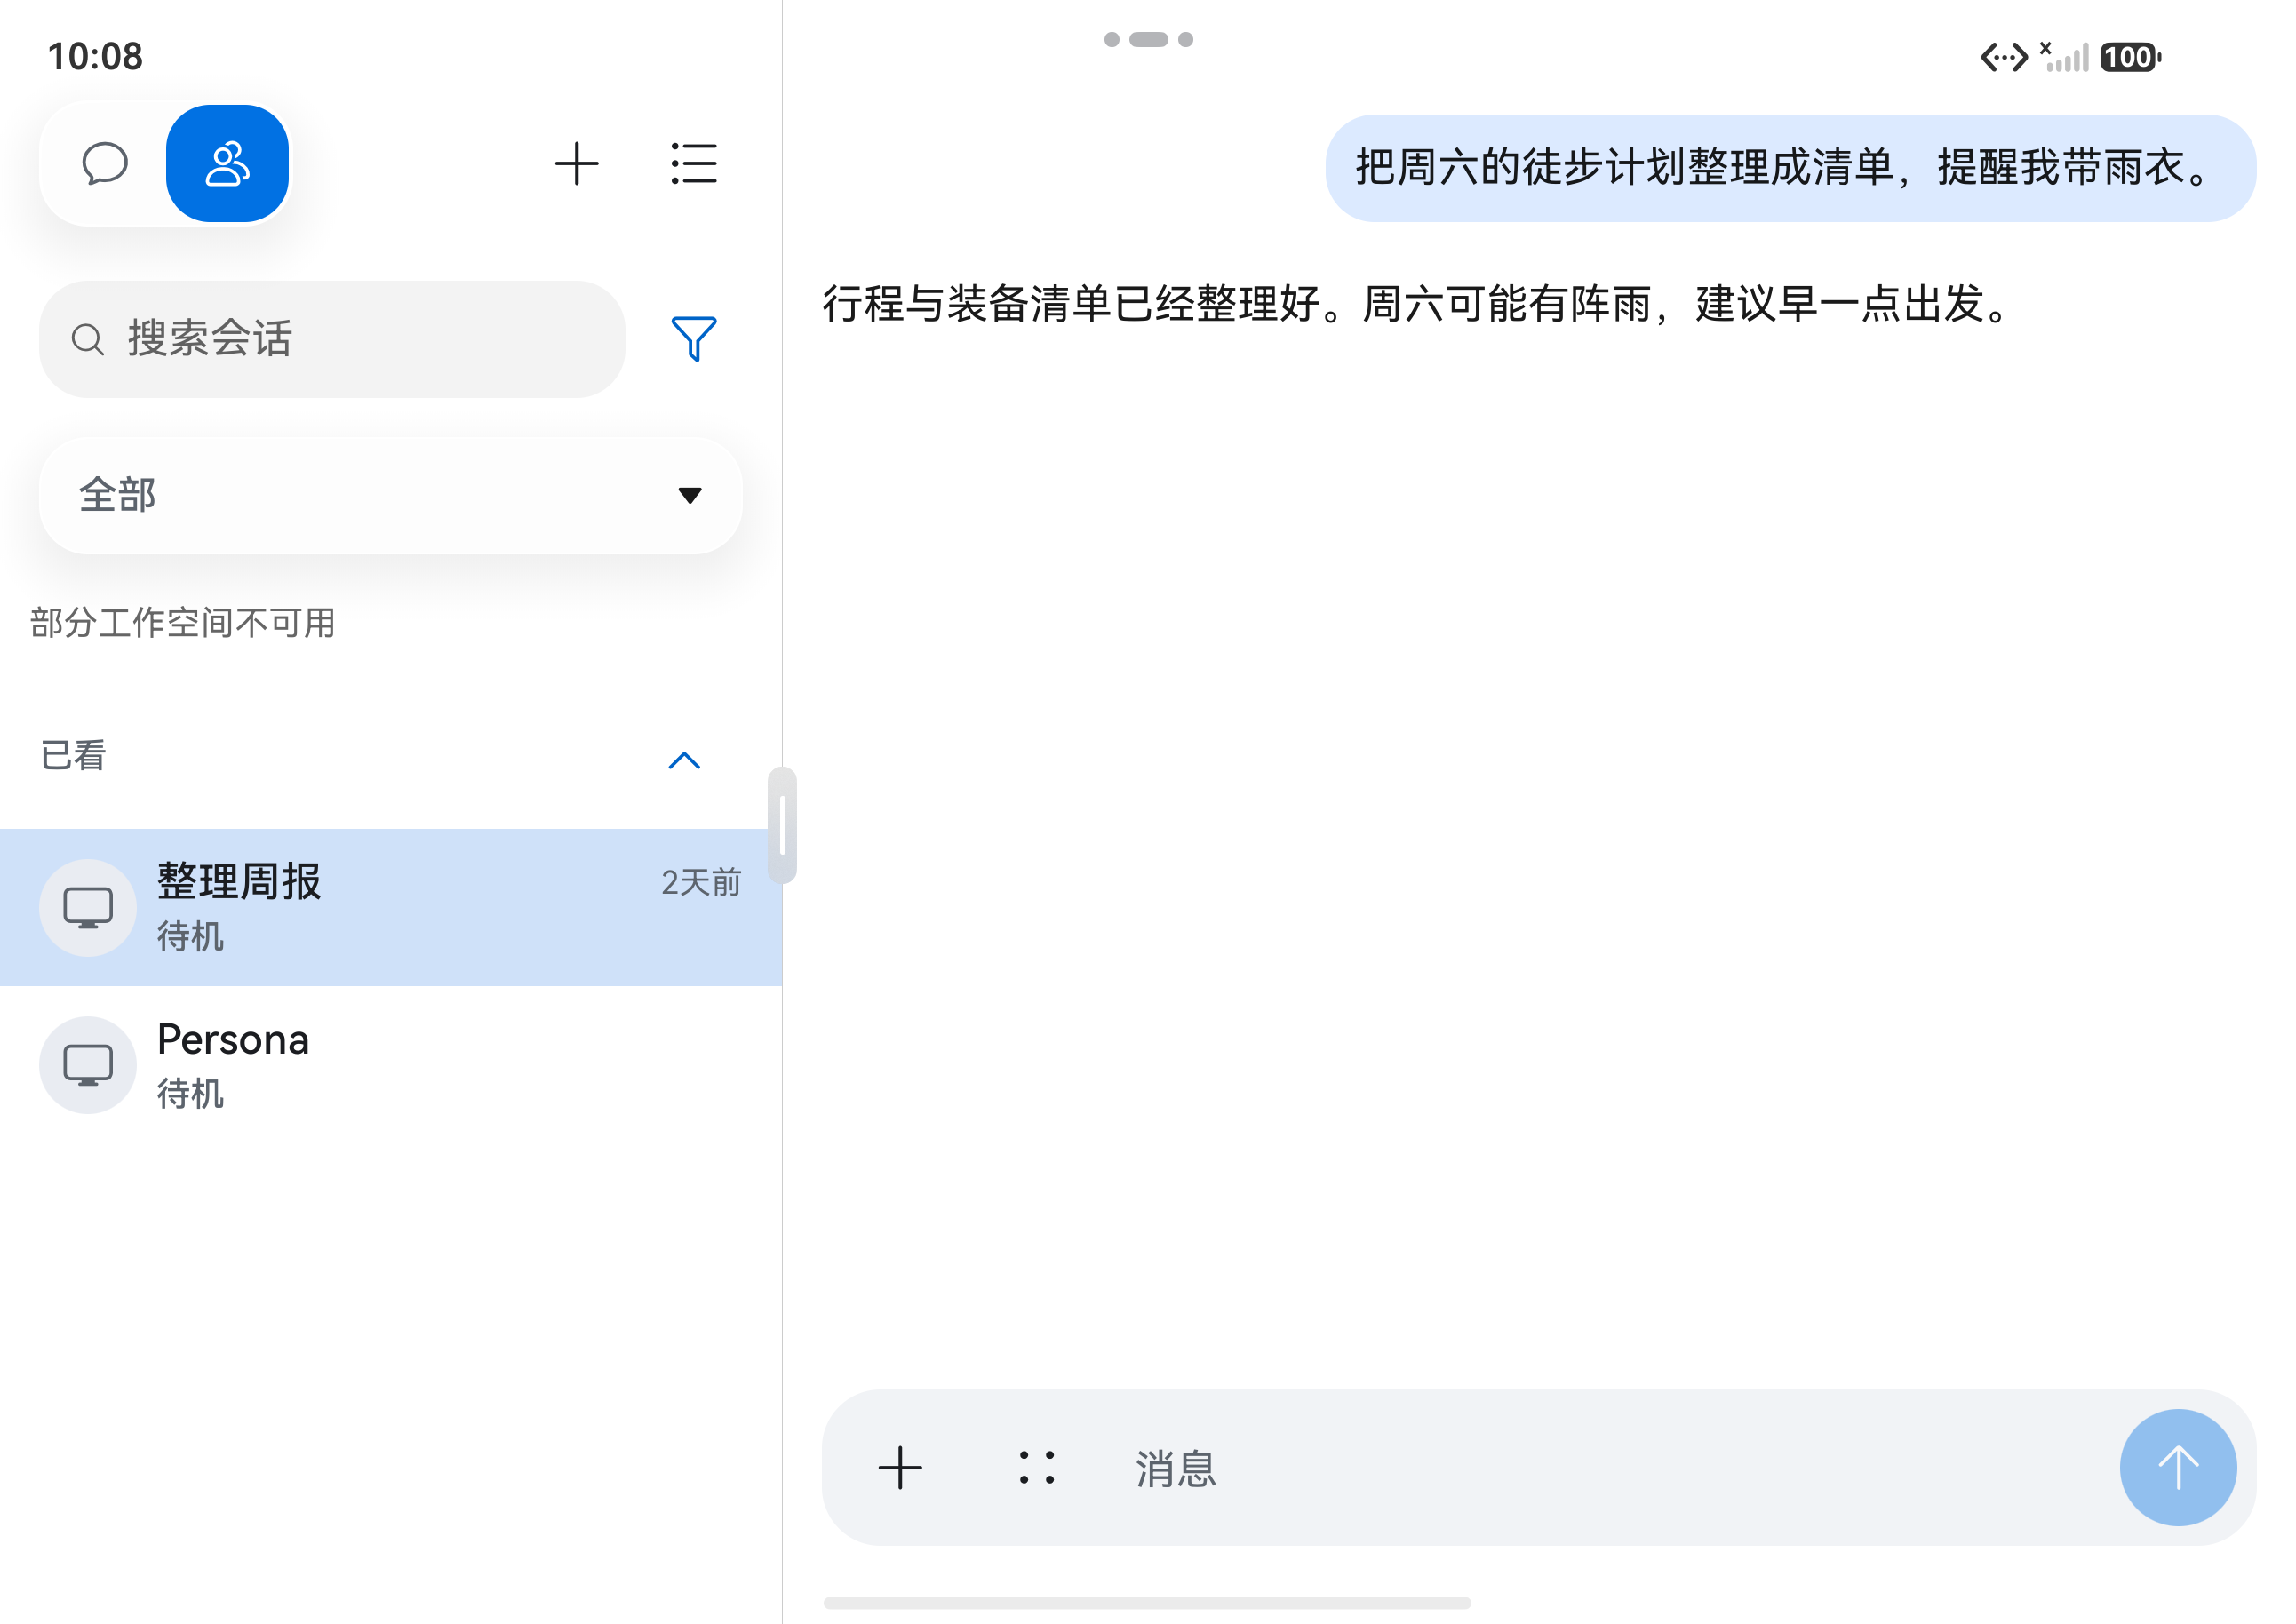 10:08
100
搜索会话
全部
部分工作空间不可用
已看
整理周报
2天前
待机
Persona
待机
把周六的徒步计划整理成清单，提醒我带雨衣。
行程与装备清单已经整理好。周六可能有阵雨，建议早一点出发。
消息